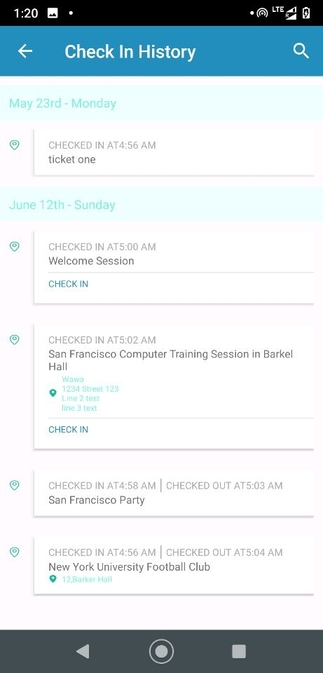 1:20
LTE
Check In History
May 23rd - Monday
CHECKED IN AT4:56 AM
ticket one
June 12th - Sunday
CHECKED IN AT5:00 AM
Welcome Session
CHECK IN
CHECKED IN AT5:02 AM
San Francisco Computer Training Session in Barkel
Hall
Wawa
1234 Street 123
Line 2 text
line 3 text
CHECK IN
CHECKED IN AT4:58 AM | CHECKED OUT AT5:03 AM
San Francisco Party
CHECKED IN AT4:56 AM | CHECKED OUT AT5:04 AM
New York University Football Club
12,Barker Hall